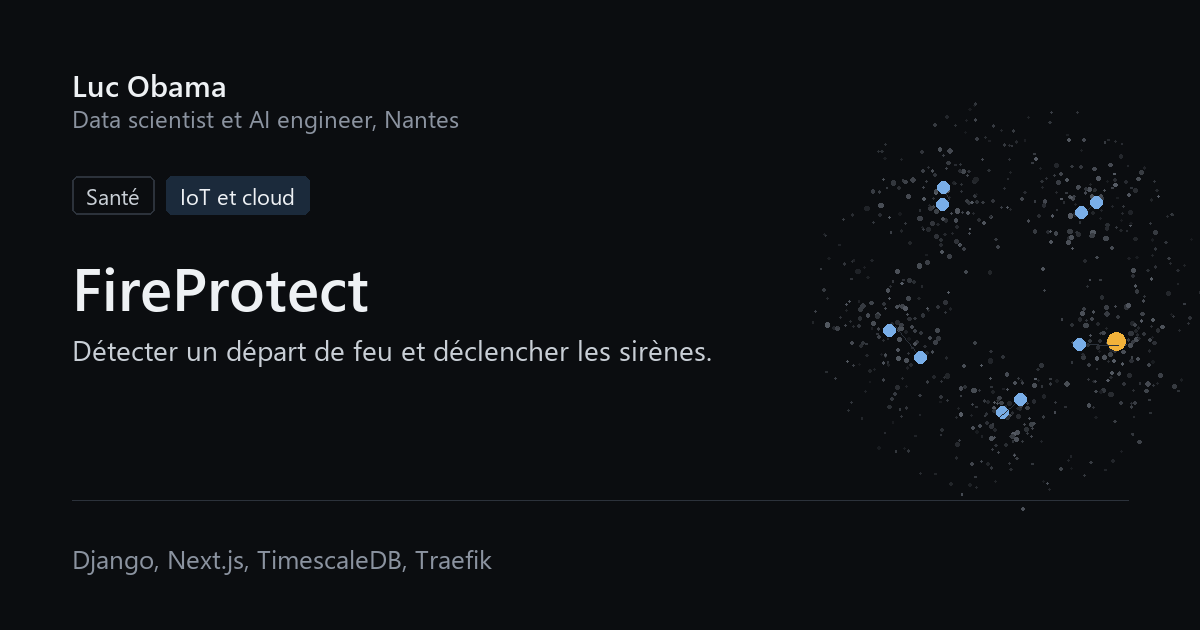 Luc Obama
Data scientist et AI engineer, Nantes
Santé
IoT et cloud
FireProtect
Détecter un départ de feu et déclencher les sirènes.
Django, Next.js, TimescaleDB, Traefik